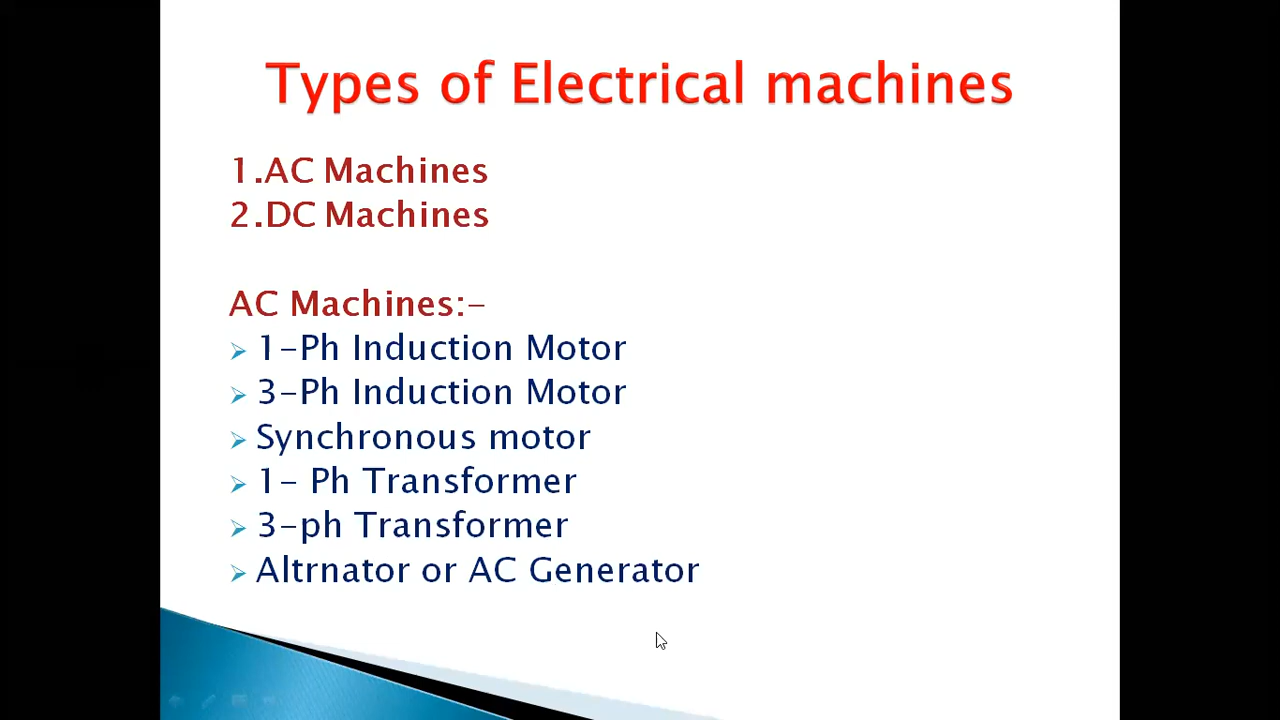 Types of Electrical machines
1.AC Machines
2.DC Machines
AC Machines:-
1-Ph Induction Motor
3-Ph Induction Motor
Synchronous motor
1- Ph Transformer
3-ph Transformer
Altrnator or AC Generator